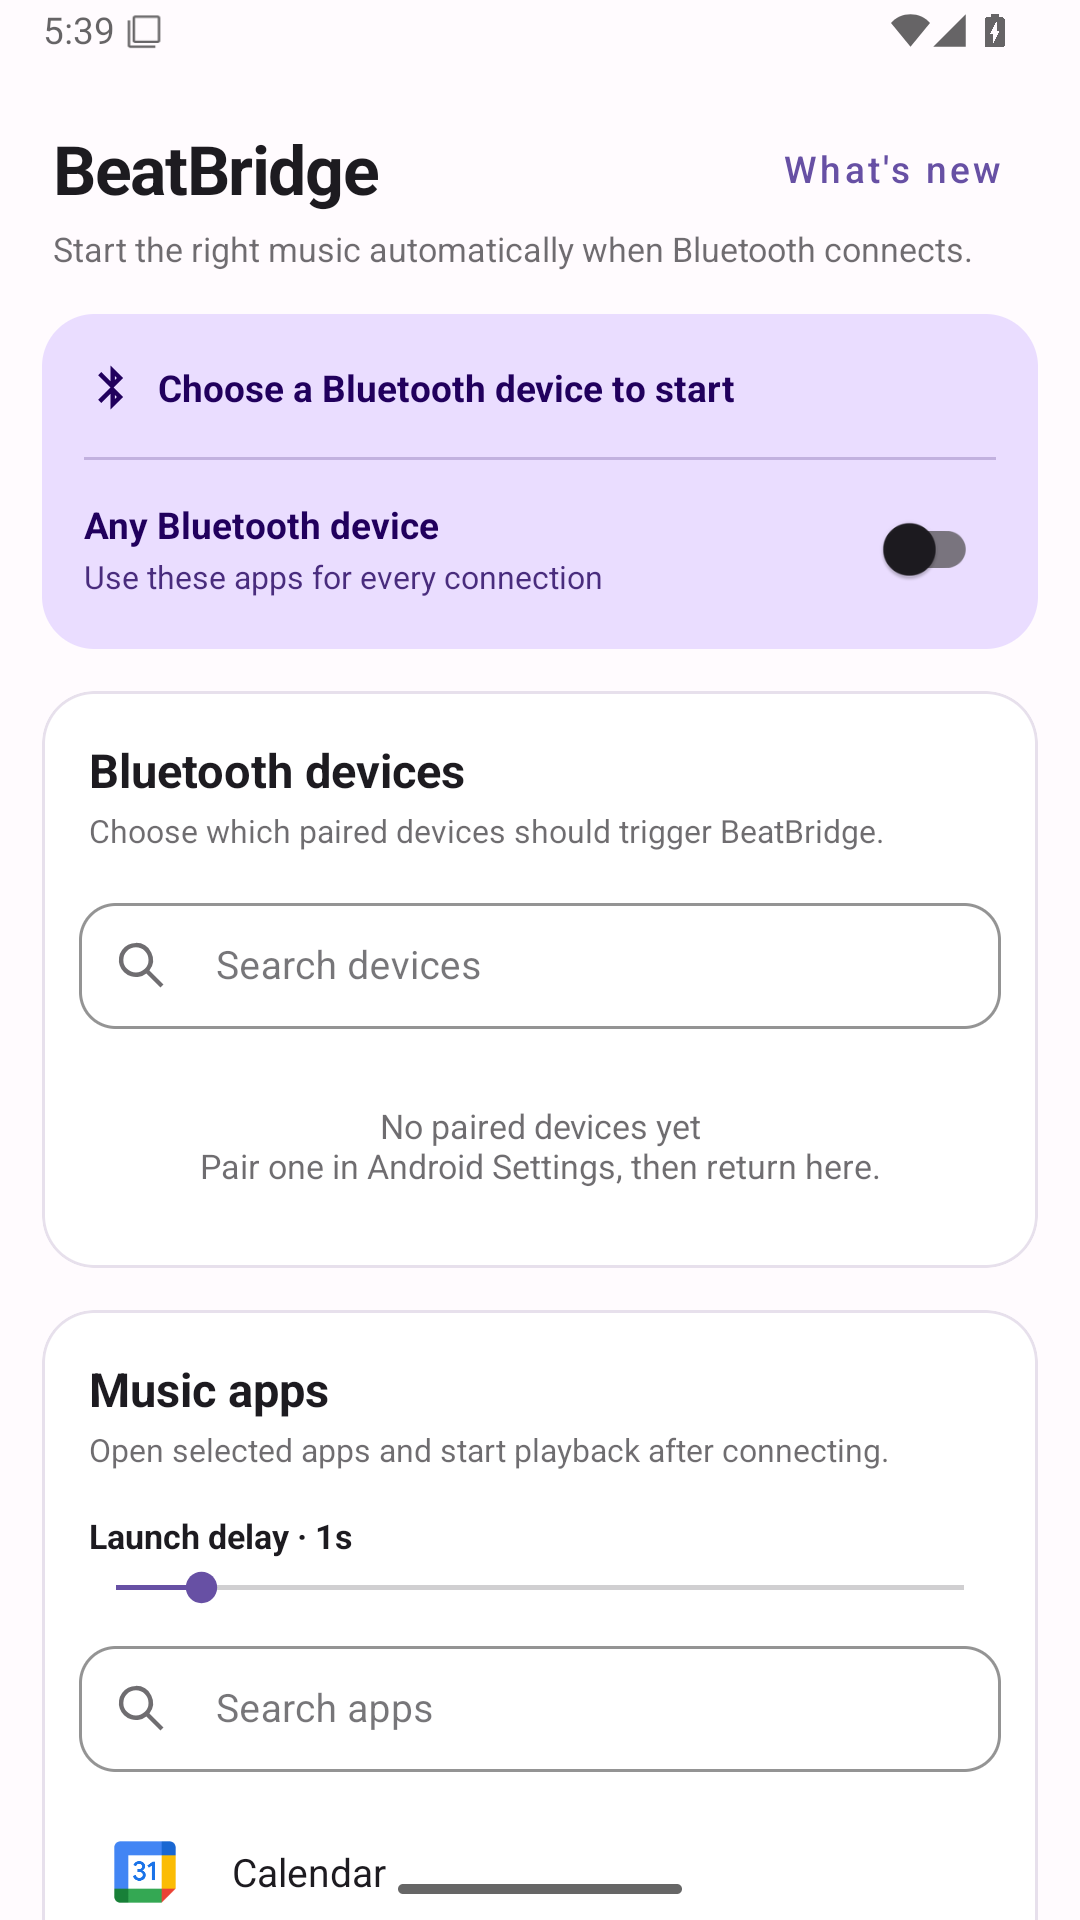 5:39
BeatBridge
What's new
Start the right music automatically when Bluetooth connects.
Choose a Bluetooth device to start
Any Bluetooth device
Use these apps for every connection
Bluetooth devices
Choose which paired devices should trigger BeatBridge.
Search devices
No paired devices yet
Pair one in Android Settings, then return here.
Music apps
Open selected apps and start playback after connecting.
Launch delay · 1s
Search apps
31
Calendar